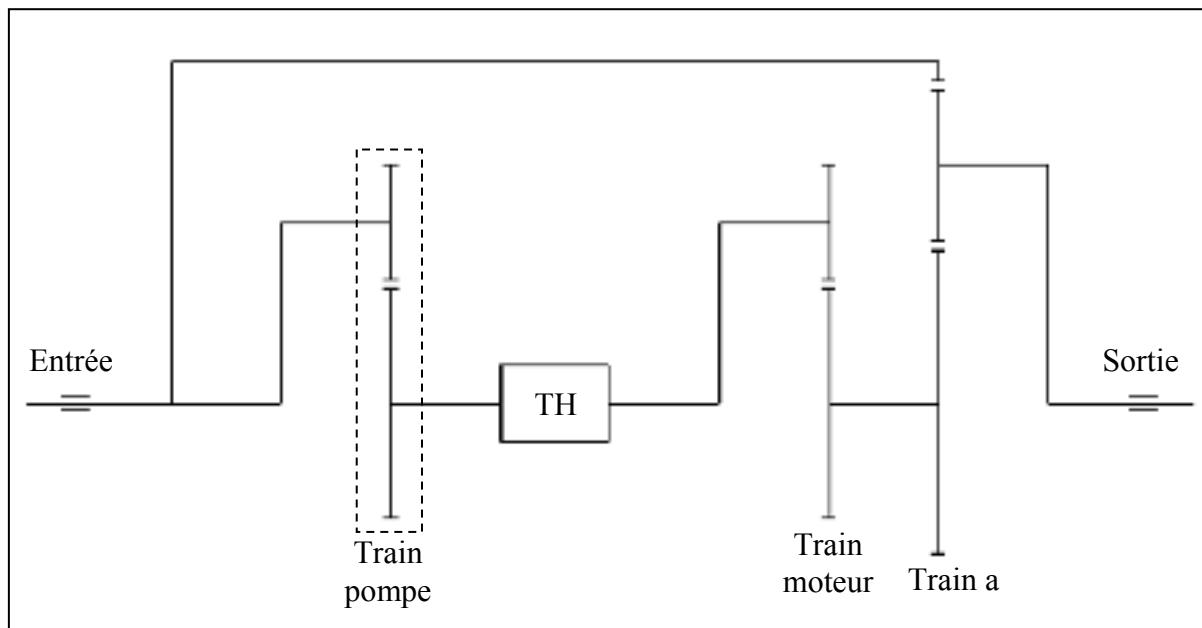 Entrée
Sortie
TH
Train
pompe
Train
moteur
Train a